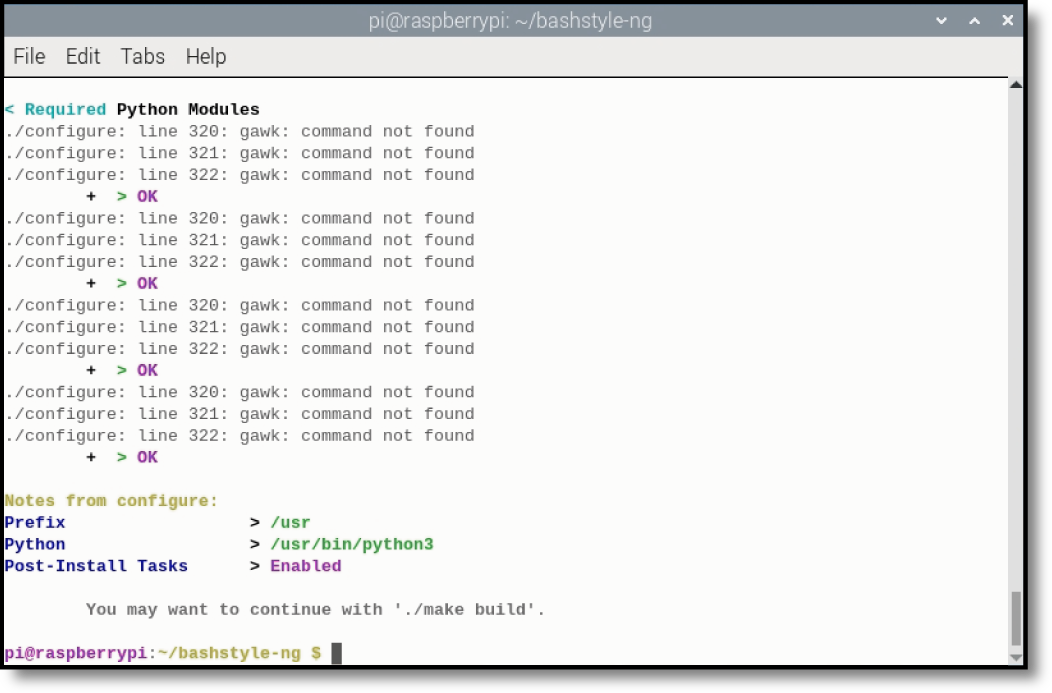 pi@raspberrypi: ~/bashstyle-ng
File Edit Tabs Help
< Required Python Modules
./configure: line 320: gawk: command not found
./configure: line 321: gawk: command not found
./configure: line 322: gawk: command not found
+ > OK
./configure: line 320: gawk: command not found
./configure: line 321: gawk: command not found
./configure: line 322: gawk: command not found
+ > OK
./configure: line 320: gawk: command not found
./configure: line 321: gawk: command not found
./configure: line 322: gawk: command not found
+ > OK
./configure: line 320: gawk: command not found
./configure: line 321: gawk: command not found
./configure: line 322: gawk: command not found
+ > OK
Notes from configure:
Prefix > /usr
Python > /usr/bin/python3
Post-Install Tasks > Enabled
You may want to continue with './make build'.
pi@raspberrypi:~/bashstyle-ng $